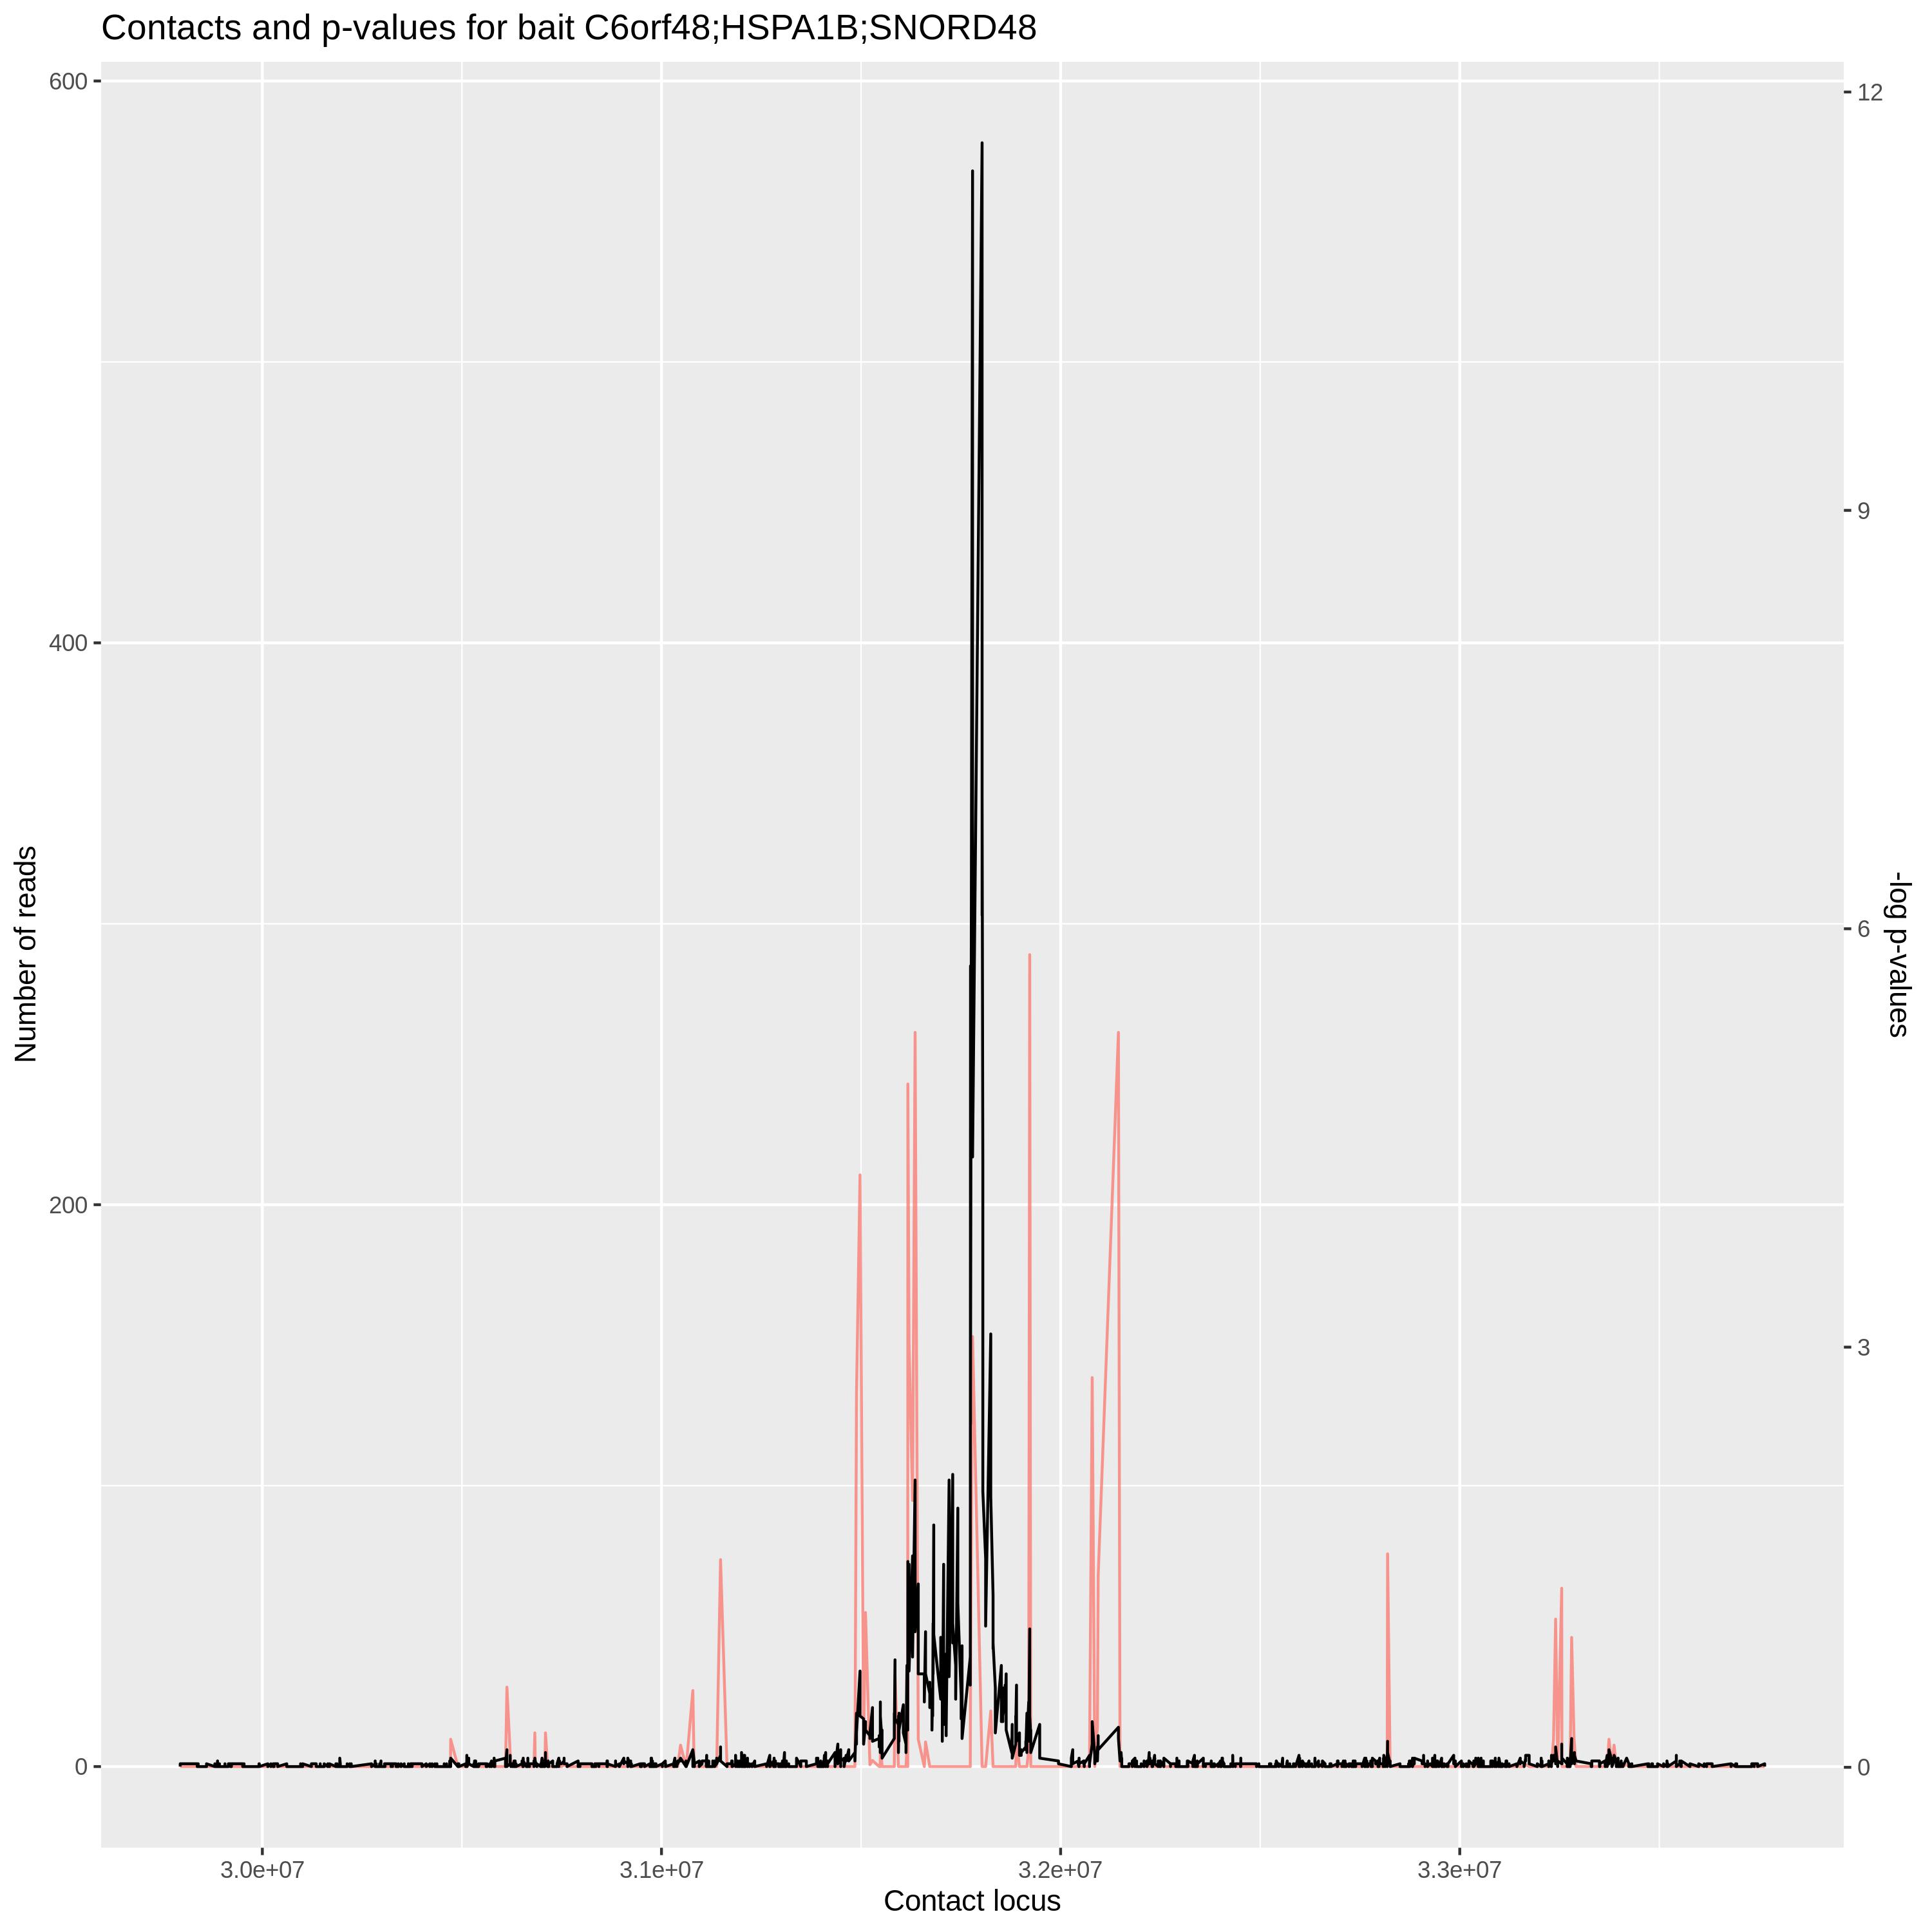 Contacts and p-values for bait C6orf48;HSPA1B;SNORD48
600
400
200
0
Number of reads
12
9
6
3
0
-log p-values
3.0e+07 3.1e+07 3.2e+07 3.3e+07
Contact locus